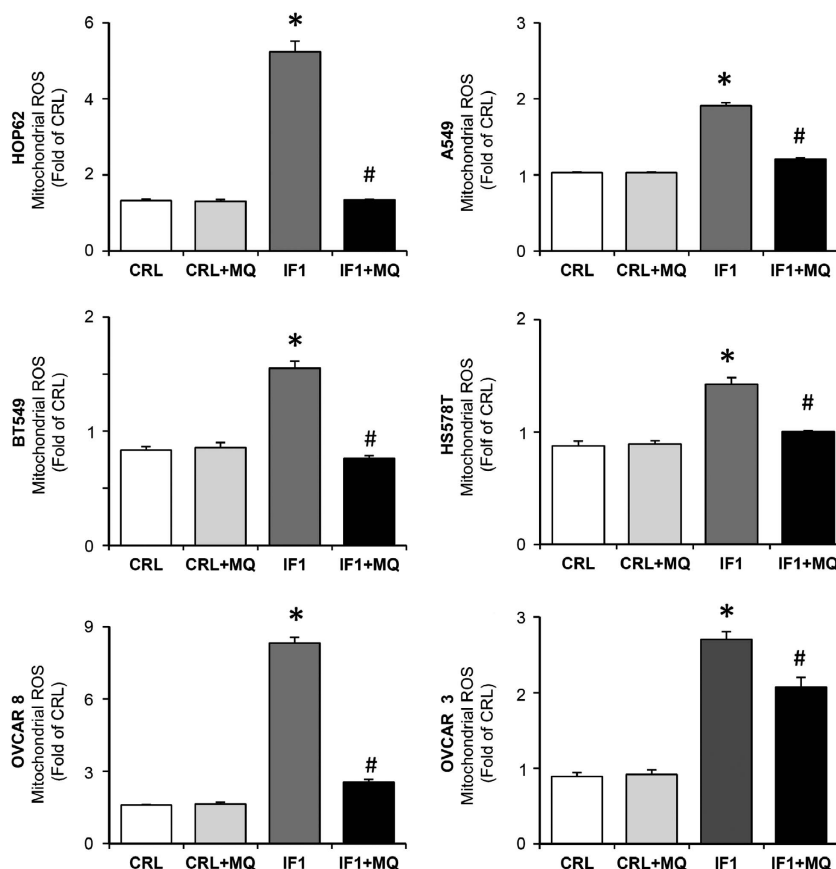 HOP62
Mitochondrial ROS
(Fold of CRL)
6
4
2
0
*
#
CRL CRL+MQ IF1 IF1+MQ
A549
Mitochondrial ROS
(Fold of CRL)
3
2
1
0
*
#
CRL CRL+MQ IF1 IF1+MQ
BT549
Mitochondrial ROS
(Fold of CRL)
2
1
0
*
#
CRL CRL+MQ IF1 IF1+MQ
HS578T
Mitochondrial ROS
(Folf of CRL)
2
1
0
*
#
CRL CRL+MQ IF1 IF1+MQ
OVCAR 8
Mitochondrial ROS
(Fold of CRL)
9
6
3
0
*
#
CRL CRL+MQ IF1 IF1+MQ
OVCAR 3
Mitochondrial ROS
(Fold of CRL)
3
2
1
0
*
#
CRL CRL+MQ IF1 IF1+MQ